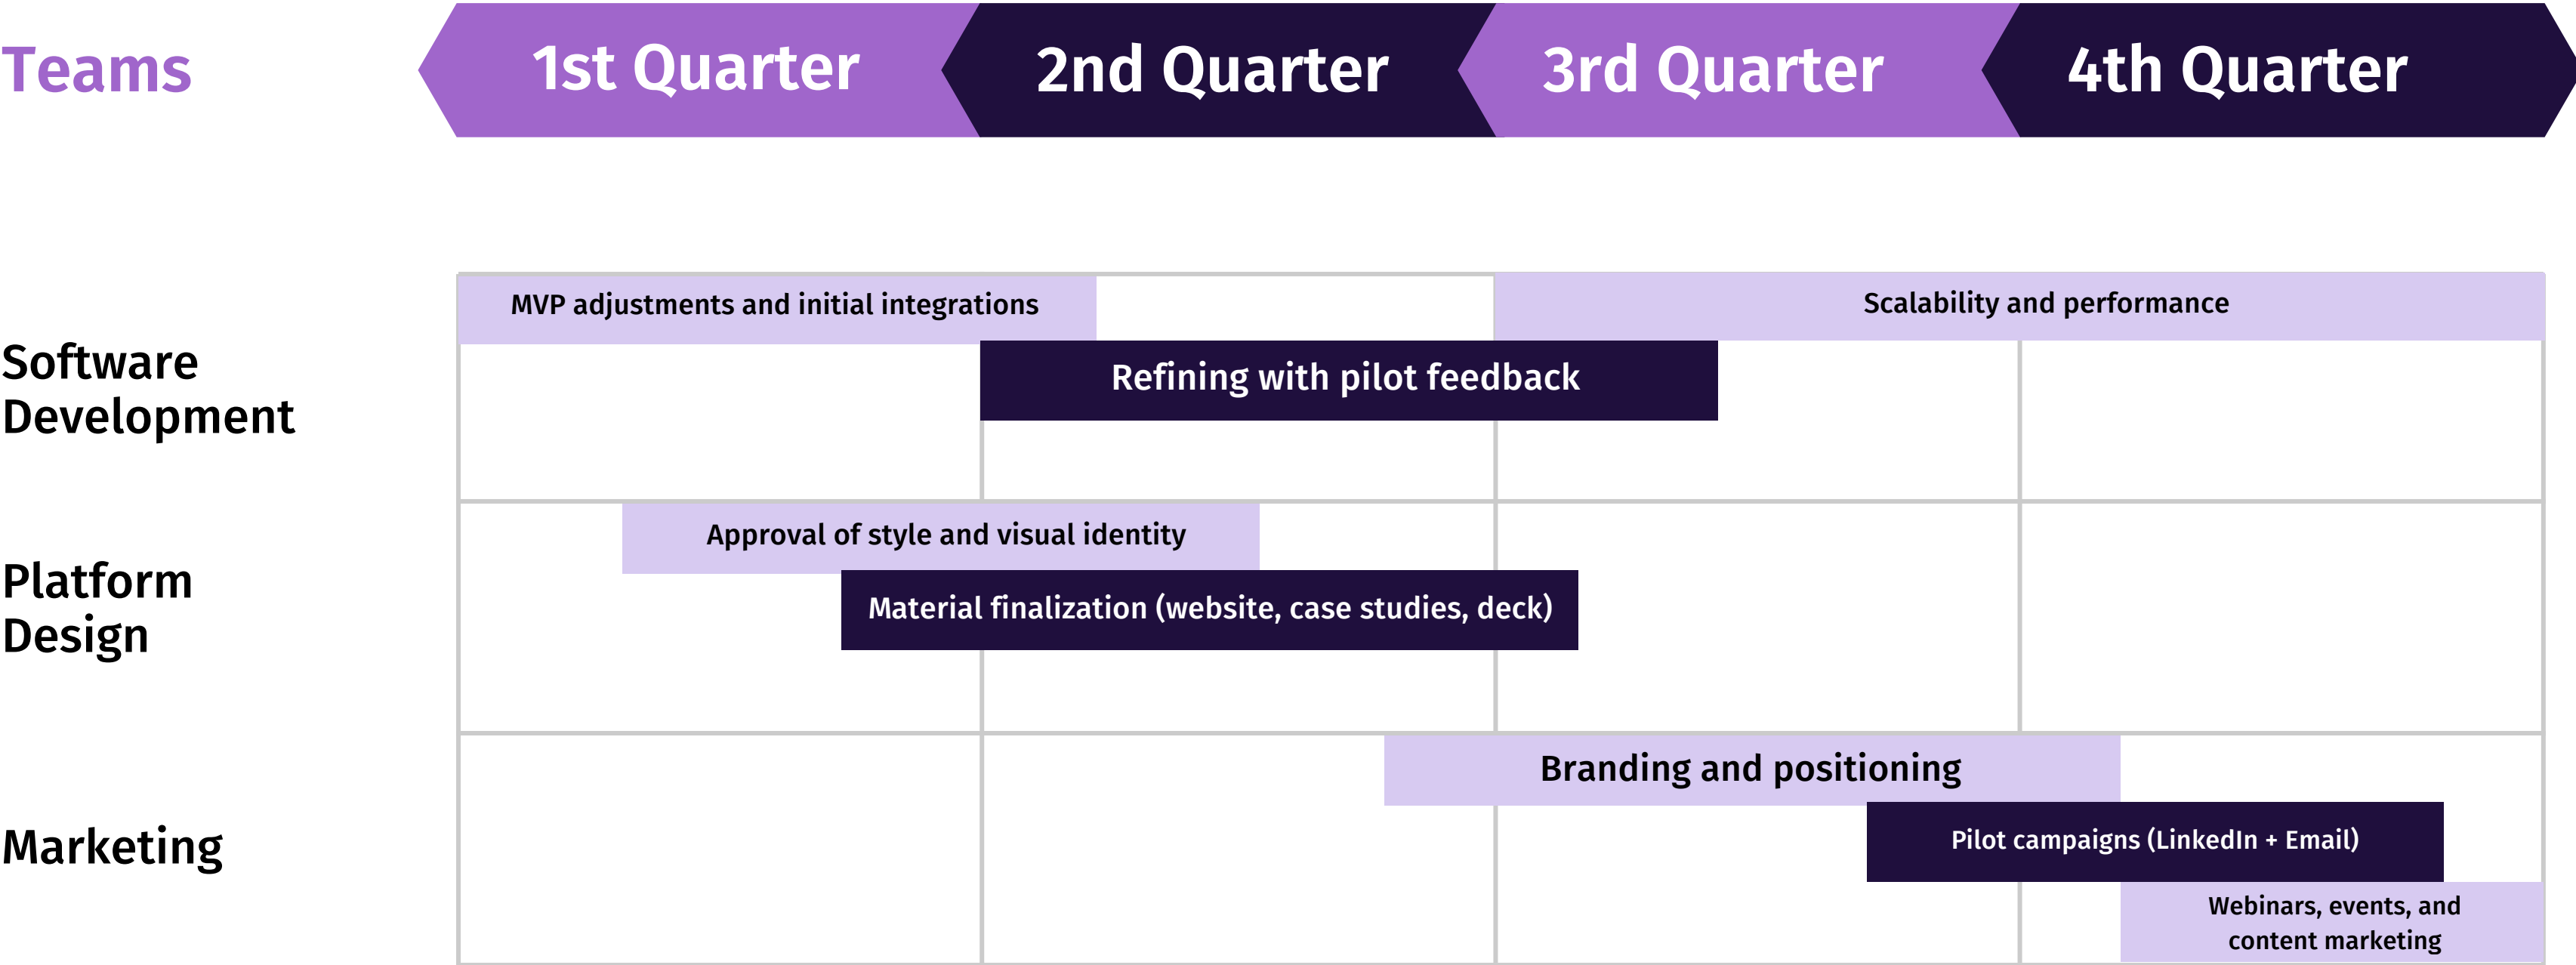 Teams
1st Quarter
2nd Quarter
3rd Quarter
4th Quarter
MVP adjustments and initial integrations
Scalability and performance
Software
Development
Refining with pilot feedback
Approval of style and visual identity
Platform
Design
Material finalization (website, case studies, deck)
Branding and positioning
Marketing
Pilot campaigns (LinkedIn + Email)
Webinars, events, and
content marketing